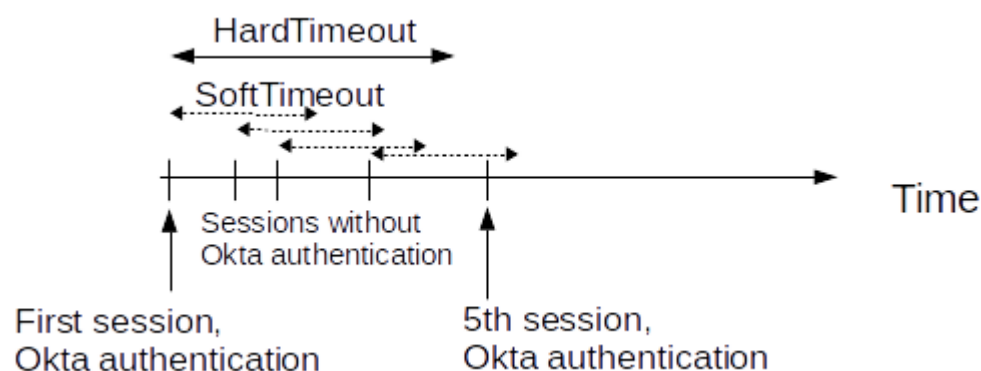 HardTimeout
SoftTimeout
Time
Sessions without
Okta authentication
First session,
Okta authentication
5th session,
Okta authentication